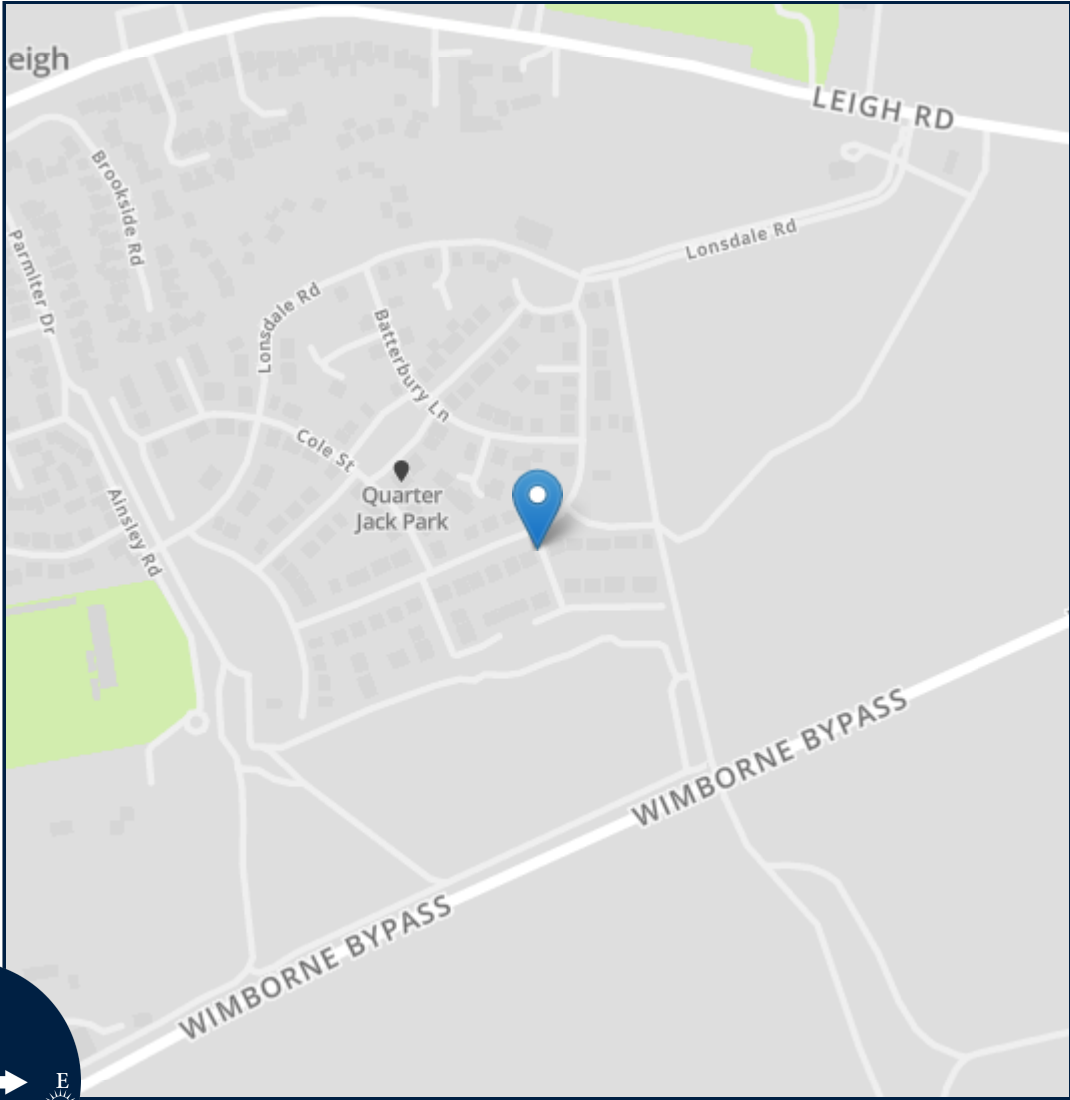 eigh
LEIGH RD
Brookside Rd
Parmiter Dr
Lonsdale Rd
Lonsdale Rd
Batterbury Ln
Cole St
Quarter
Jack Park
Ainsley Rd
WIMBORNE BYPASS
WIMBORNE BYPASS
E